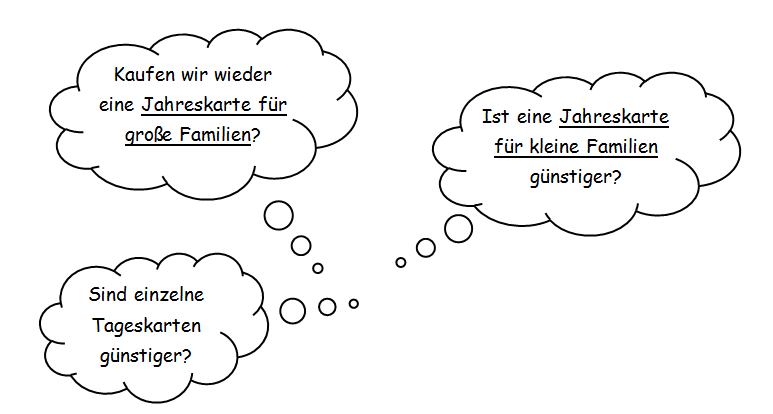 Kaufen wir wieder
eine Jahreskarte für
große Familien?
Ist eine Jahreskarte
für kleine Familien
günstiger?
Sind einzelne
Tageskarten
günstiger?